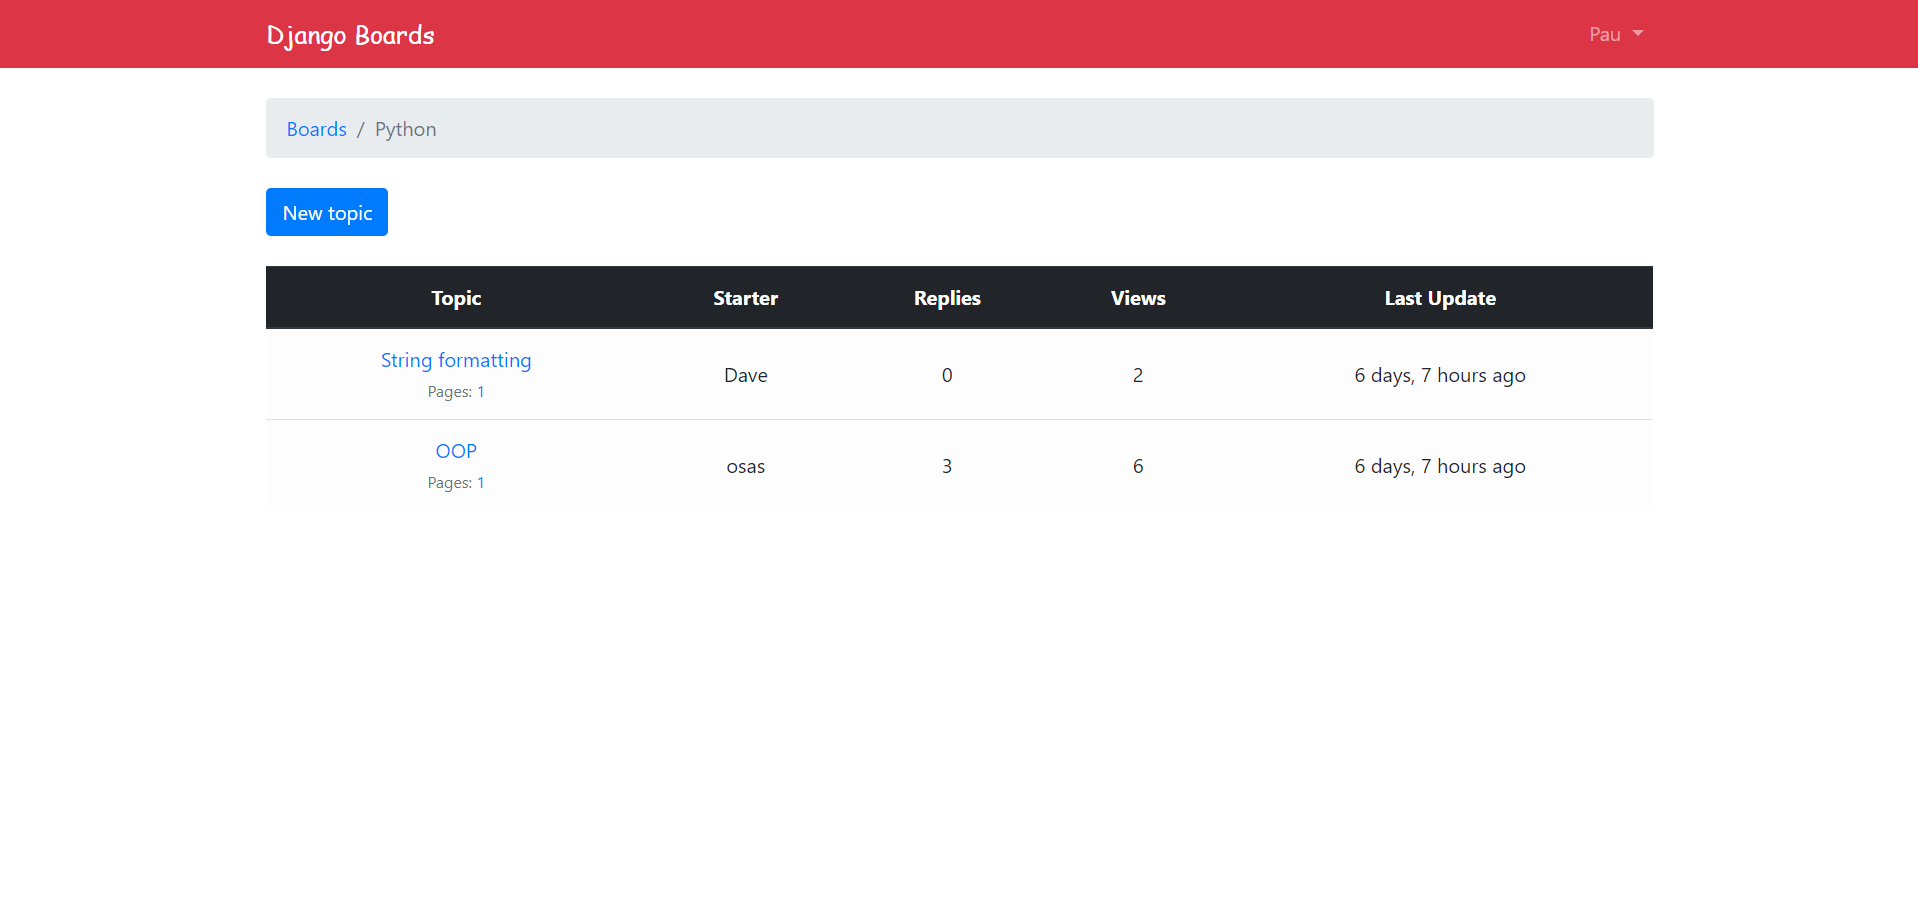 Django Boards Pau
Boards / Python
New topic
Topic Starter Replies Views Last Update
String formatting
Pages: 1
Dave 0 2 6 days, 7 hours ago
OOP
Pages: 1
osas 3 6 6 days, 7 hours ago